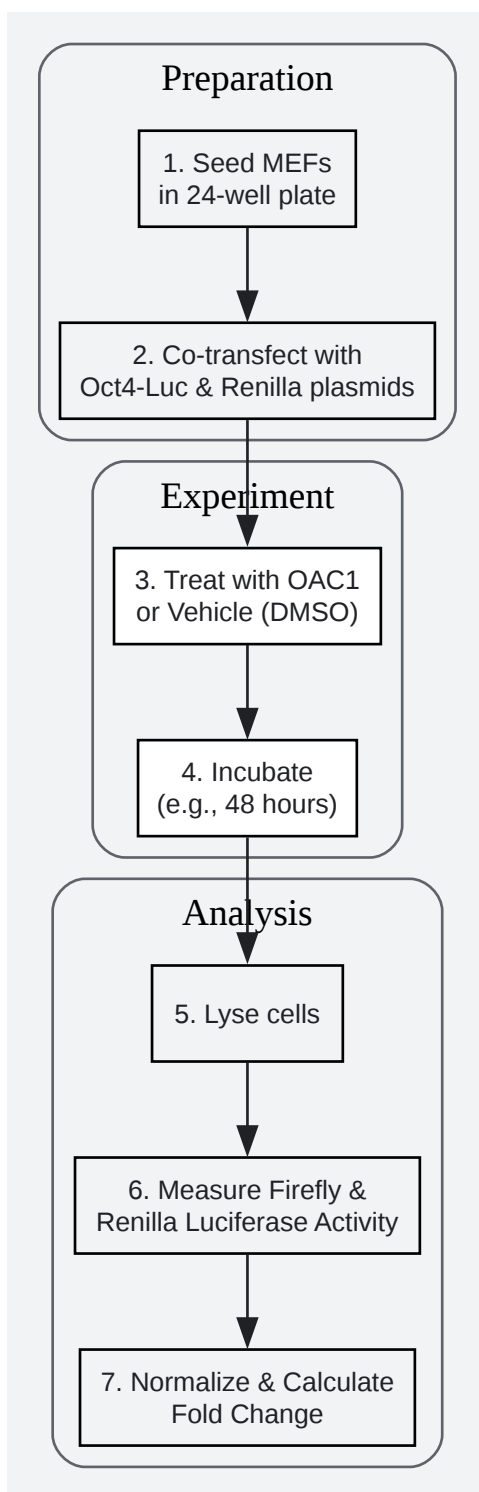 Preparation
1. Seed MEFs
in 24-well plate
2. Co-transfect with
Oct4-Luc & Renilla plasmids
Experiment
3. Treat with OAC1
or Vehicle (DMSO)
4. Incubate
(e.g., 48 hours)
Analysis
5. Lyse cells
6. Measure Firefly &
Renilla Luciferase Activity
7. Normalize & Calculate
Fold Change